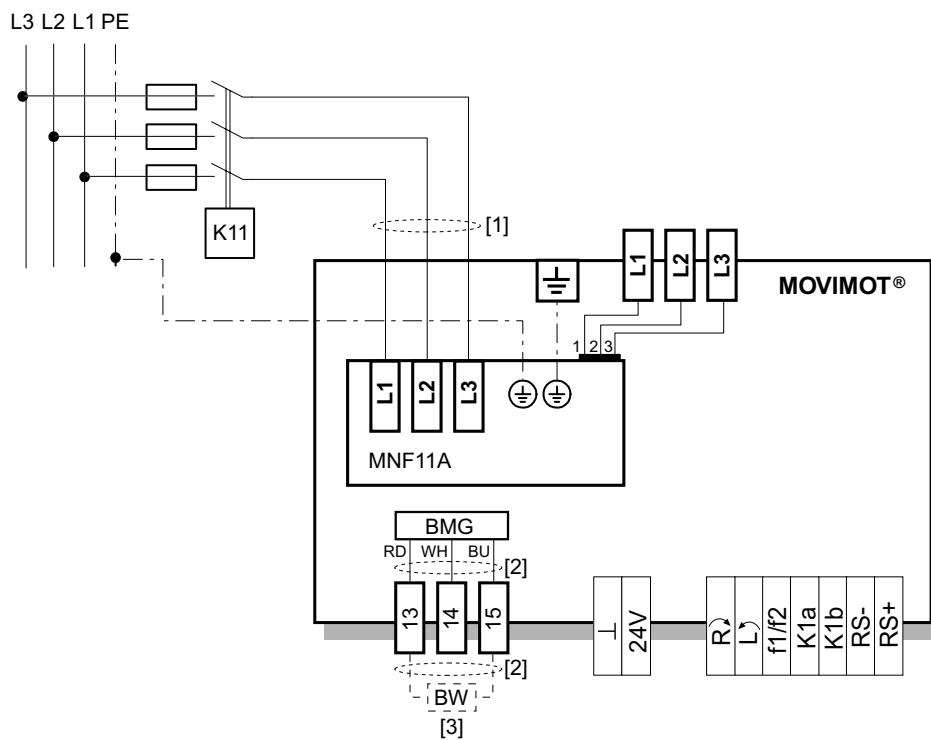 L3 L2 L1 PE
K11
[1]
L1 L2 L3
MOVIMOT®
1 2 3
L1 L2 L3
MNF11A
BMG
RD WH BU
[2]
13 14 15
24V
R L f1/f2 K1a K1b RS- RS+
[2]
BW
[3]